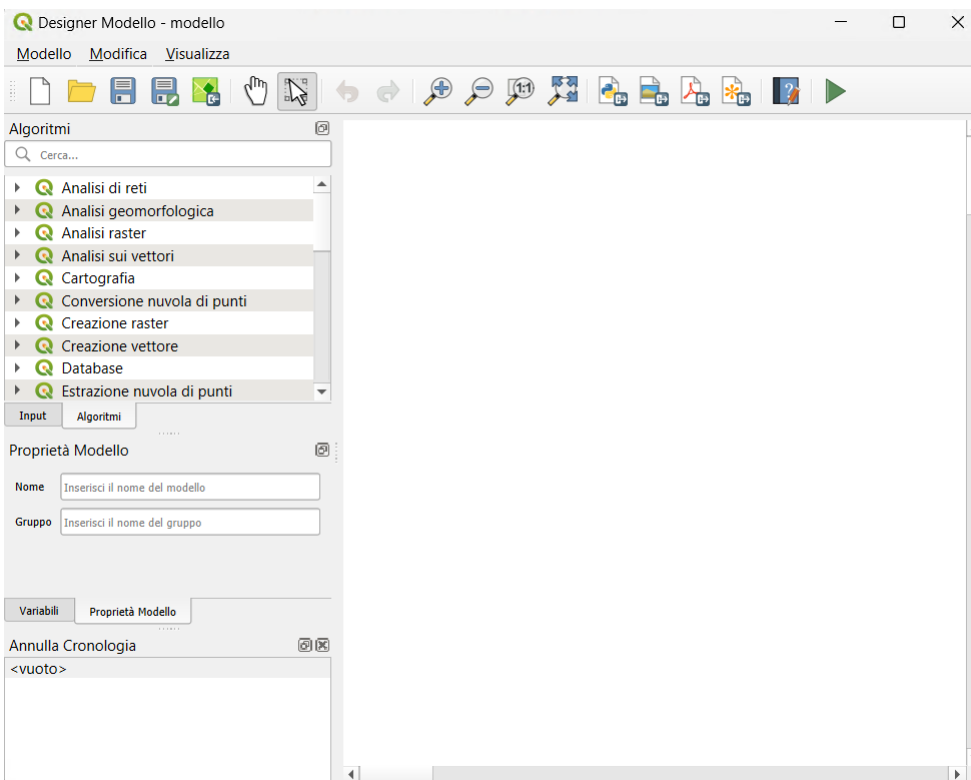 Designer Modello - modello
Modello Modifica Visualizza
1:1
Algoritmi
Cerca...
Analisi di reti
Analisi geomorfologica
Analisi raster
Analisi sui vettori
Cartografia
Conversione nuvola di punti
Creazione raster
Creazione vettore
Database
Estrazione nuvola di punti
Input Algoritmi
Proprietà Modello
Nome Inserisci il nome del modello
Gruppo Inserisci il nome del gruppo
Variabili Proprietà Modello
Annulla Cronologia
<vuoto>